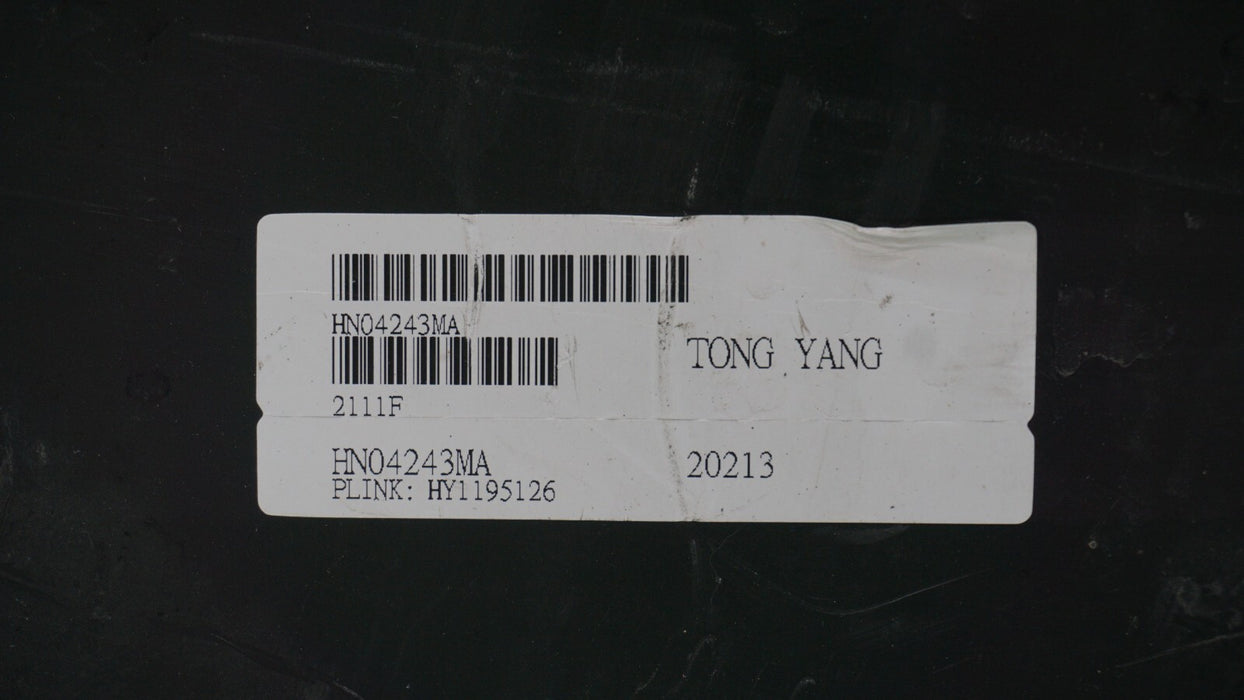 HN04243MA
TONG YANG
2111F
HN04243MA
20213
PLINK: HY1195126